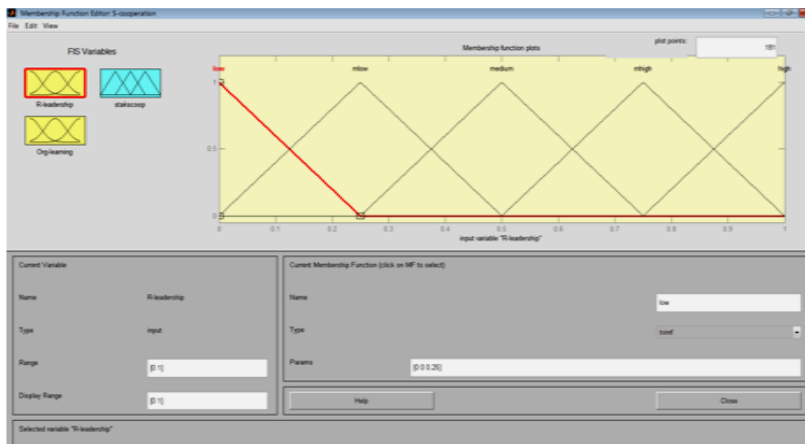 Membership Function Editor: S-cooperation
File Edit View
FIS Variables
R-leadership
stakscoop
Org-learning
Membership function plots
plot points:
181
low
mlow
medium
mhigh
high
1
0.5
0
0 0.1 0.2 0.3 0.4 0.5 0.6 0.7 0.8 0.9 1
input variable "R-leadership"
Current Variable
Name R-leadership
Type input
Range [0 1]
Display Range [0 1]
Current Membership Function (click on MF to select)
Name low
Type
Params [0 0 0.25]
Help Close
Selected variable "R-leadership"